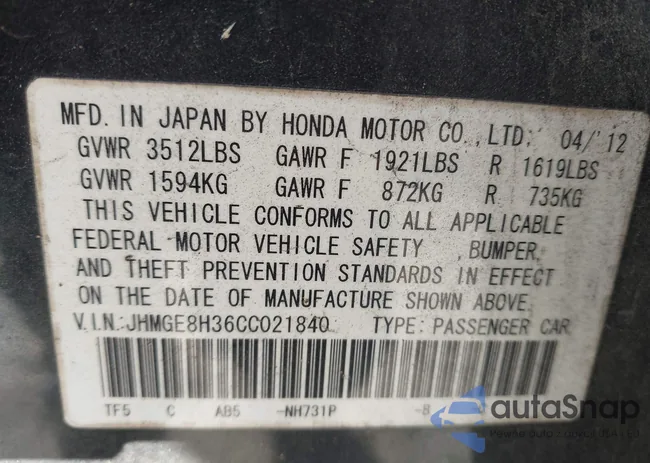 MFD. IN JAPAN BY HONDA MOTOR CO., LTD. 04/'12
GVWR 3512LBS GAWR F 1921LBS R 1619LBS
GVWR 1594KG GAWR F 872KG R 735KG
THIS VEHICLE CONFORMS TO ALL APPLICABLE
FEDERAL MOTOR VEHICLE SAFETY , BUMPER,
AND THEFT PREVENTION STANDARDS IN EFFECT
ON THE DATE OF MANUFACTURE SHOWN ABOVE.
V.I.N.:JHMGE8H36CC021840 TYPE: PASSENGER CAR
TF5 C AB5 -NH731P -8
autaSnap